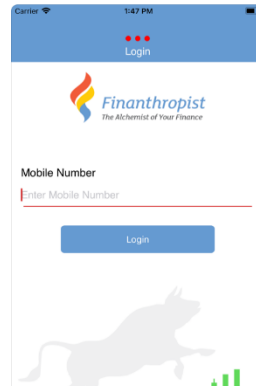 Carrier 1:47 PM
Login
Finanthropist
The Alchemist of Your Finance
Mobile Number
Enter Mobile Number
Login